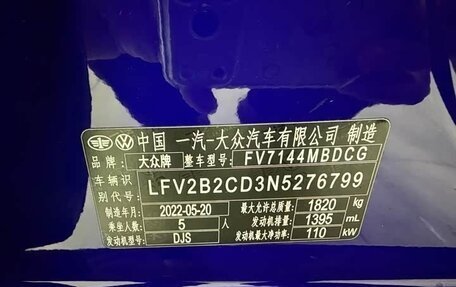 中国 一汽-大众汽车有限公司 制造
品牌: 大众牌 整车型号: FV7144MBDCG
车辆识别代号: LFV2B2CD3N5276799
制造年月: 2022-05-20 最大允许总质量: 1820 kg
乘坐人数: 5 人 发动机排量: 1395 mL
发动机型号: DJS 发动机最大净功率: 110 kW